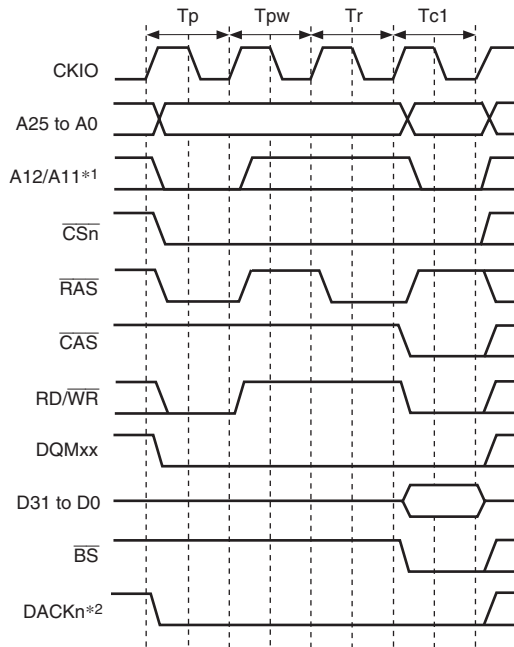 Tp Tpw Tr Tc1
CKIO
A25 to A0
A12/A11*1
CSn
RAS
CAS
RD/WR
DQMxx
D31 to D0
BS
DACKn*2